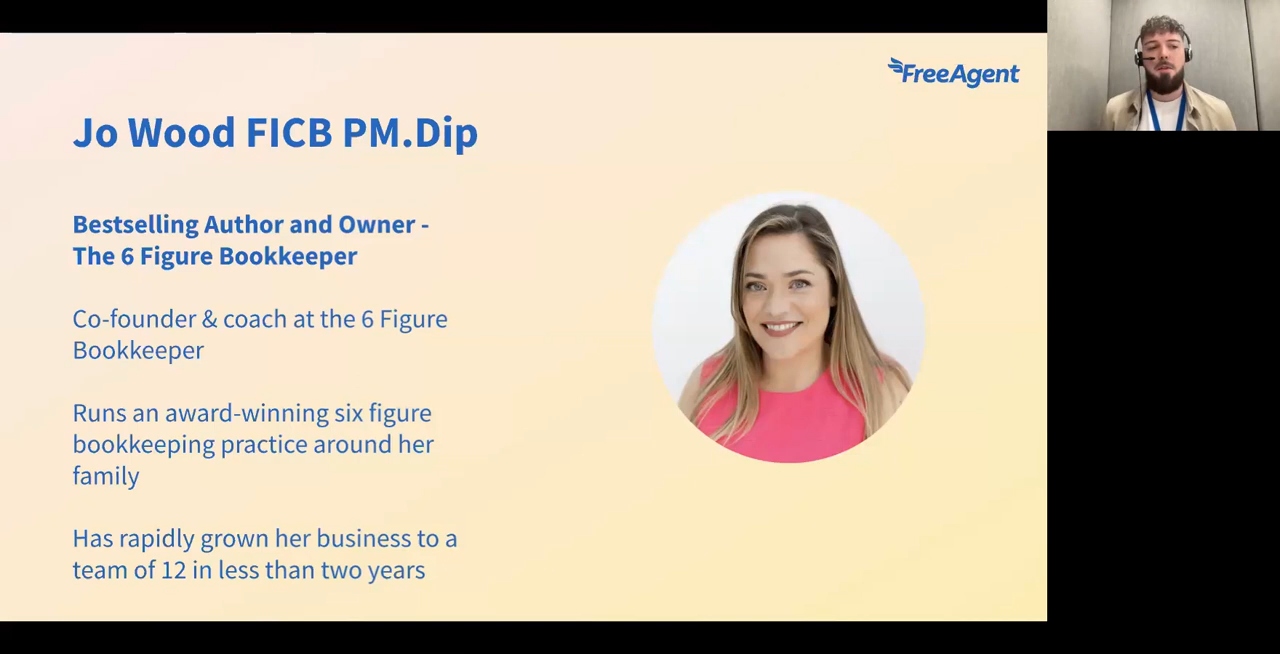 FreeAgent
Jo Wood FICB PM.Dip
Bestselling Author and Owner -
The 6 Figure Bookkeeper
Co-founder & coach at the 6 Figure
Bookkeeper
Runs an award-winning six figure
bookkeeping practice around her
family
Has rapidly grown her business to a
team of 12 in less than two years